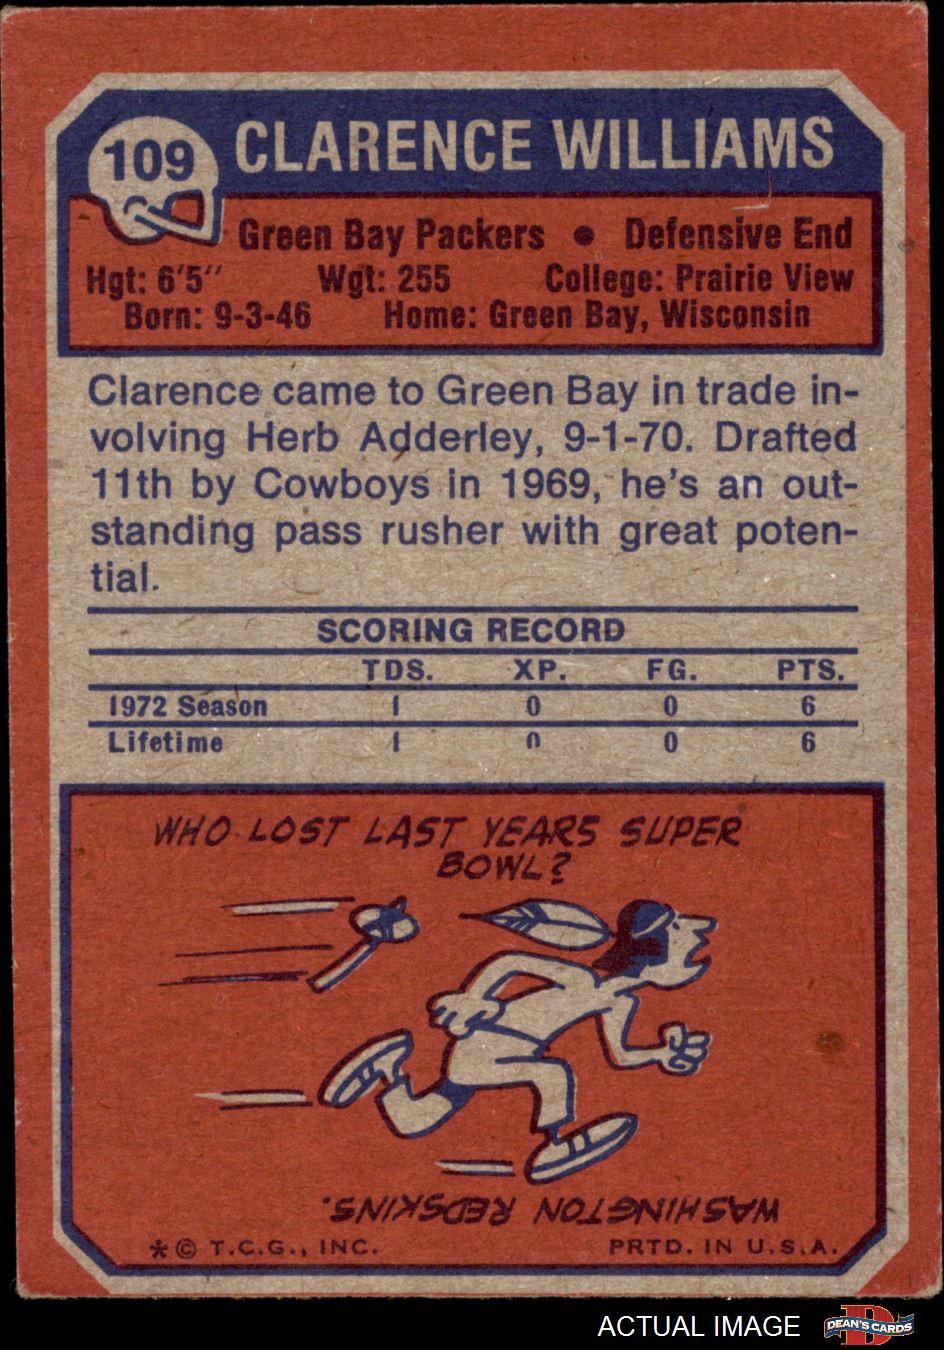 109
CLARENCE WILLIAMS
Green Bay Packers • Defensive End
Hgt: 6'5" Wgt: 255 College: Prairie View
Born: 9-3-46 Home: Green Bay, Wisconsin
Clarence came to Green Bay in trade in-
volving Herb Adderley, 9-1-70. Drafted
11th by Cowboys in 1969, he's an out-
standing pass rusher with great poten-
tial.
SCORING RECORD
TDS. XP. FG. PTS.
1972 Season 1 0 0 6
Lifetime 1 0 0 6
WHO LOST LAST YEARS SUPER
BOWL?
WASHINGTON REDSKINS.
* © T.C.G., INC. PRTD. IN U.S.A.
ACTUAL IMAGE
DEAN'S CARDS